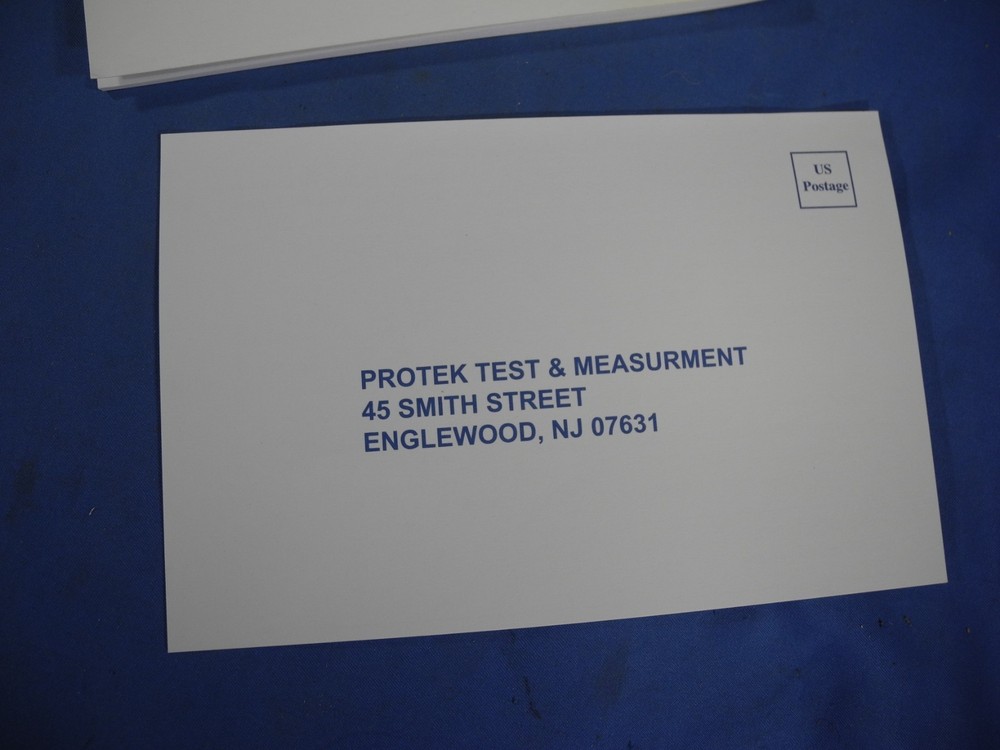 US
Postage
PROTEK TEST & MEASURMENT
45 SMITH STREET
ENGLEWOOD, NJ 07631